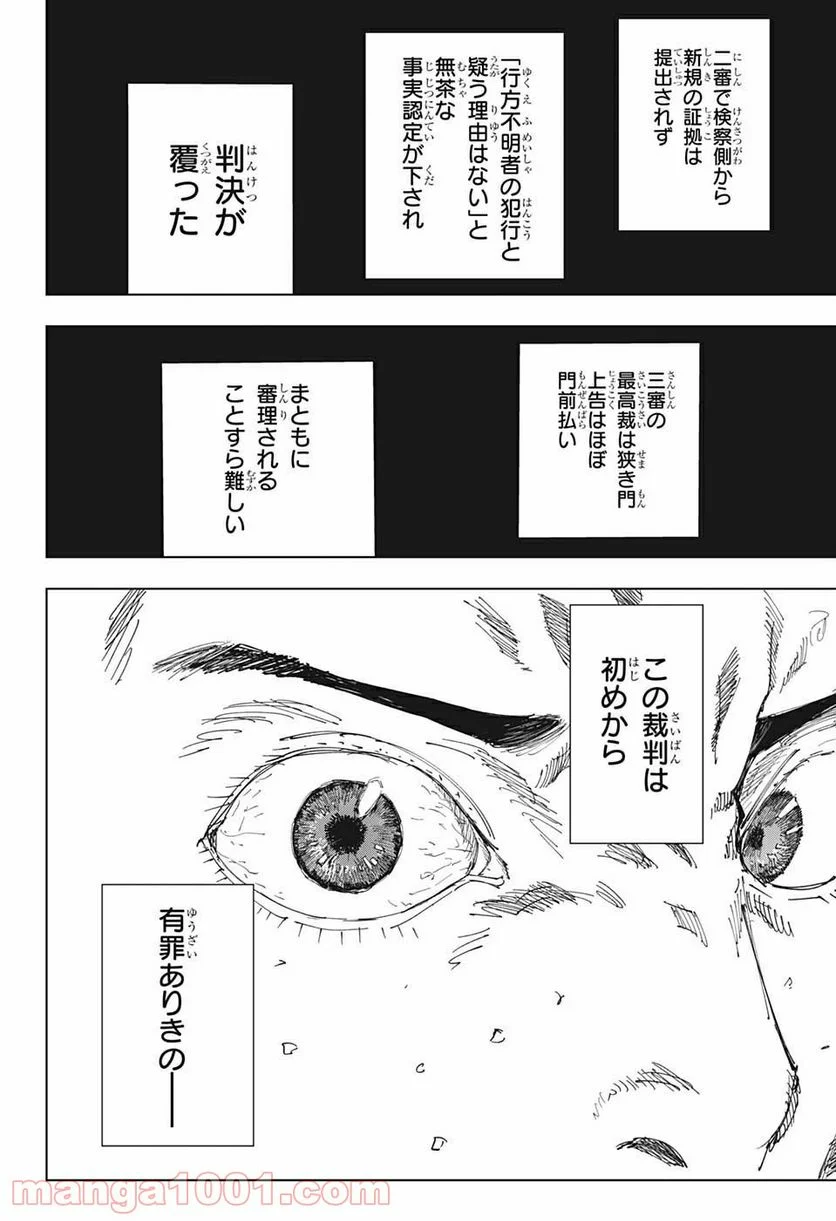 二審で検察側から
新規の証拠は
提出されず
「行方不明者の犯行と
疑う理由はない」と
無茶な
事実認定が下され
判決が
覆った
三審の
最高裁は狭き門
上告はほぼ
門前払い
まともに
審理される
ことすら難しい
この裁判は
初めから
有罪ありきの──
manga1001.com